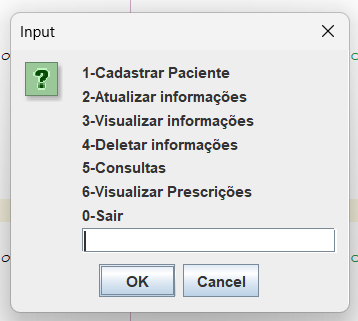 Input
1-Cadastrar Paciente
2-Atualizar informações
3-Visualizar informações
4-Deletar informações
5-Consultas
6-Visualizar Prescrições
0-Sair
OK Cancel